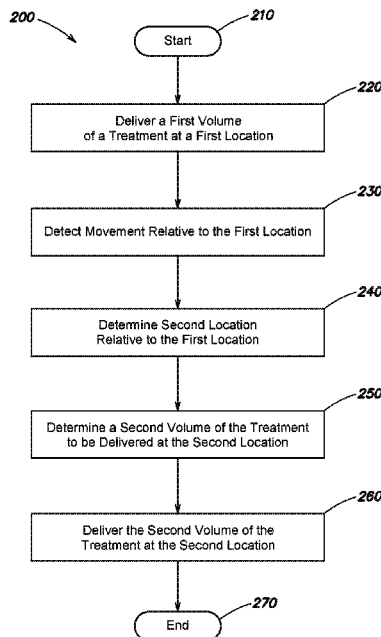 200
210
Start
220
Deliver a First Volume
of a Treatment at a First Location
230
Detect Movement Relative to the First Location
240
Determine Second Location
Relative to the First Location
250
Determine a Second Volume of the Treatment
to be Delivered at the Second Location
260
Deliver the Second Volume of the
Treatment at the Second Location
End
270